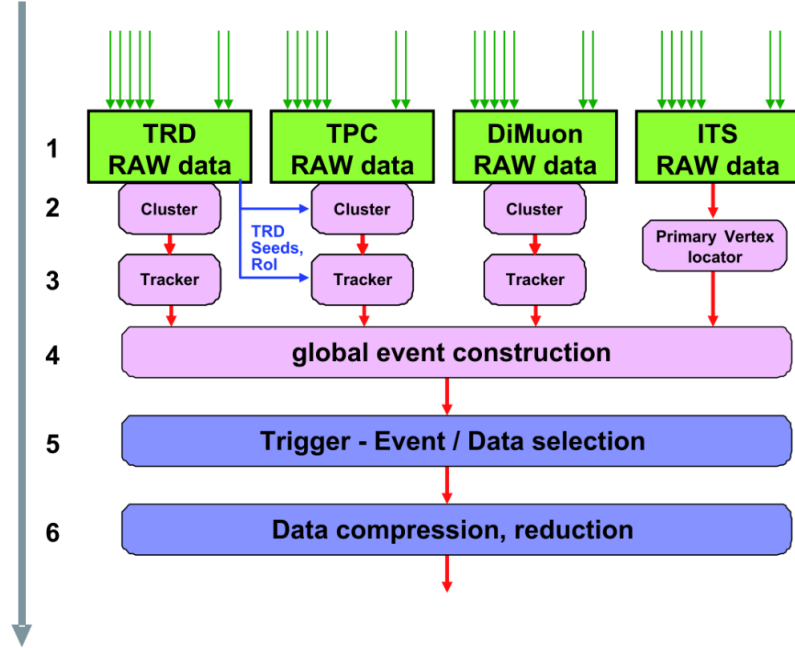 1
TRD
RAW data
TPC
RAW data
DiMuon
RAW data
ITS
RAW data
2
Cluster
Cluster
Cluster
TRD
Seeds,
RoI
Primary Vertex
locator
3
Tracker
Tracker
Tracker
4
global event construction
5
Trigger - Event / Data selection
6
Data compression, reduction